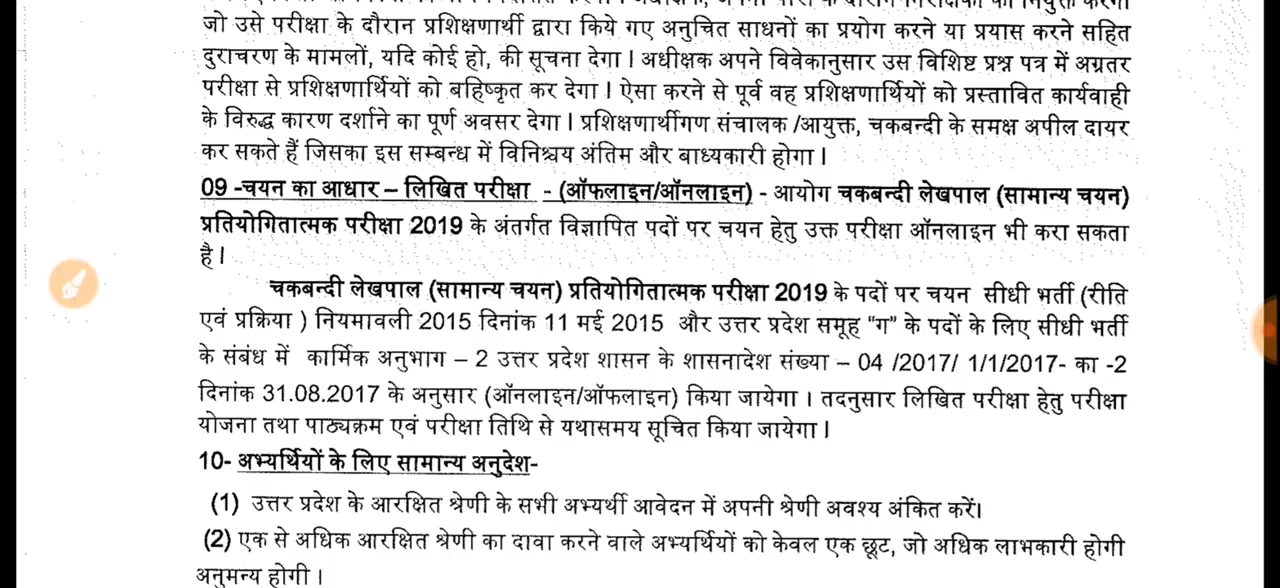 जो उसे परीक्षा के दौरान प्रशिक्षणार्थी द्वारा किये गए अनुचित साधनों का प्रयोग करने या प्रयास करने सहित
दुराचरण के मामलों, यदि कोई हो, की सूचना देगा । अधीक्षक अपने विवेकानुसार उस विशिष्ट प्रश्न पत्र में अग्रतर
परीक्षा से प्रशिक्षणार्थियों को बहिष्कृत कर देगा । ऐसा करने से पूर्व वह प्रशिक्षणार्थियों को प्रस्तावित कार्यवाही
के विरुद्ध कारण दर्शाने का पूर्ण अवसर देगा । प्रशिक्षणार्थीगण संचालक /आयुक्त, चकबन्दी के समक्ष अपील दायर
कर सकते हैं जिसका इस सम्बन्ध में विनिश्चय अंतिम और बाध्यकारी होगा ।
09 -चयन का आधार – लिखित परीक्षा - (ऑफलाइन/ऑनलाइन) - आयोग चकबन्दी लेखपाल (सामान्य चयन)
प्रतियोगितात्मक परीक्षा 2019 के अंतर्गत विज्ञापित पदों पर चयन हेतु उक्त परीक्षा ऑनलाइन भी करा सकता
है ।
चकबन्दी लेखपाल (सामान्य चयन) प्रतियोगितात्मक परीक्षा 2019 के पदों पर चयन सीधी भर्ती (रीति
एवं प्रक्रिया ) नियमावली 2015 दिनांक 11 मई 2015 और उत्तर प्रदेश समूह "ग" के पदों के लिए सीधी भर्ती
के संबंध में कार्मिक अनुभाग – 2 उत्तर प्रदेश शासन के शासनादेश संख्या – 04 /2017/ 1/1/2017- का -2
दिनांक 31.08.2017 के अनुसार (ऑनलाइन/ऑफलाइन) किया जायेगा । तदनुसार लिखित परीक्षा हेतु परीक्षा
योजना तथा पाठ्यक्रम एवं परीक्षा तिथि से यथासमय सूचित किया जायेगा ।
10- अभ्यर्थियों के लिए सामान्य अनुदेश-
(1) उत्तर प्रदेश के आरक्षित श्रेणी के सभी अभ्यर्थी आवेदन में अपनी श्रेणी अवश्य अंकित करें।
(2) एक से अधिक आरक्षित श्रेणी का दावा करने वाले अभ्यर्थियों को केवल एक छूट, जो अधिक लाभकारी होगी
अनुमन्य होगी ।